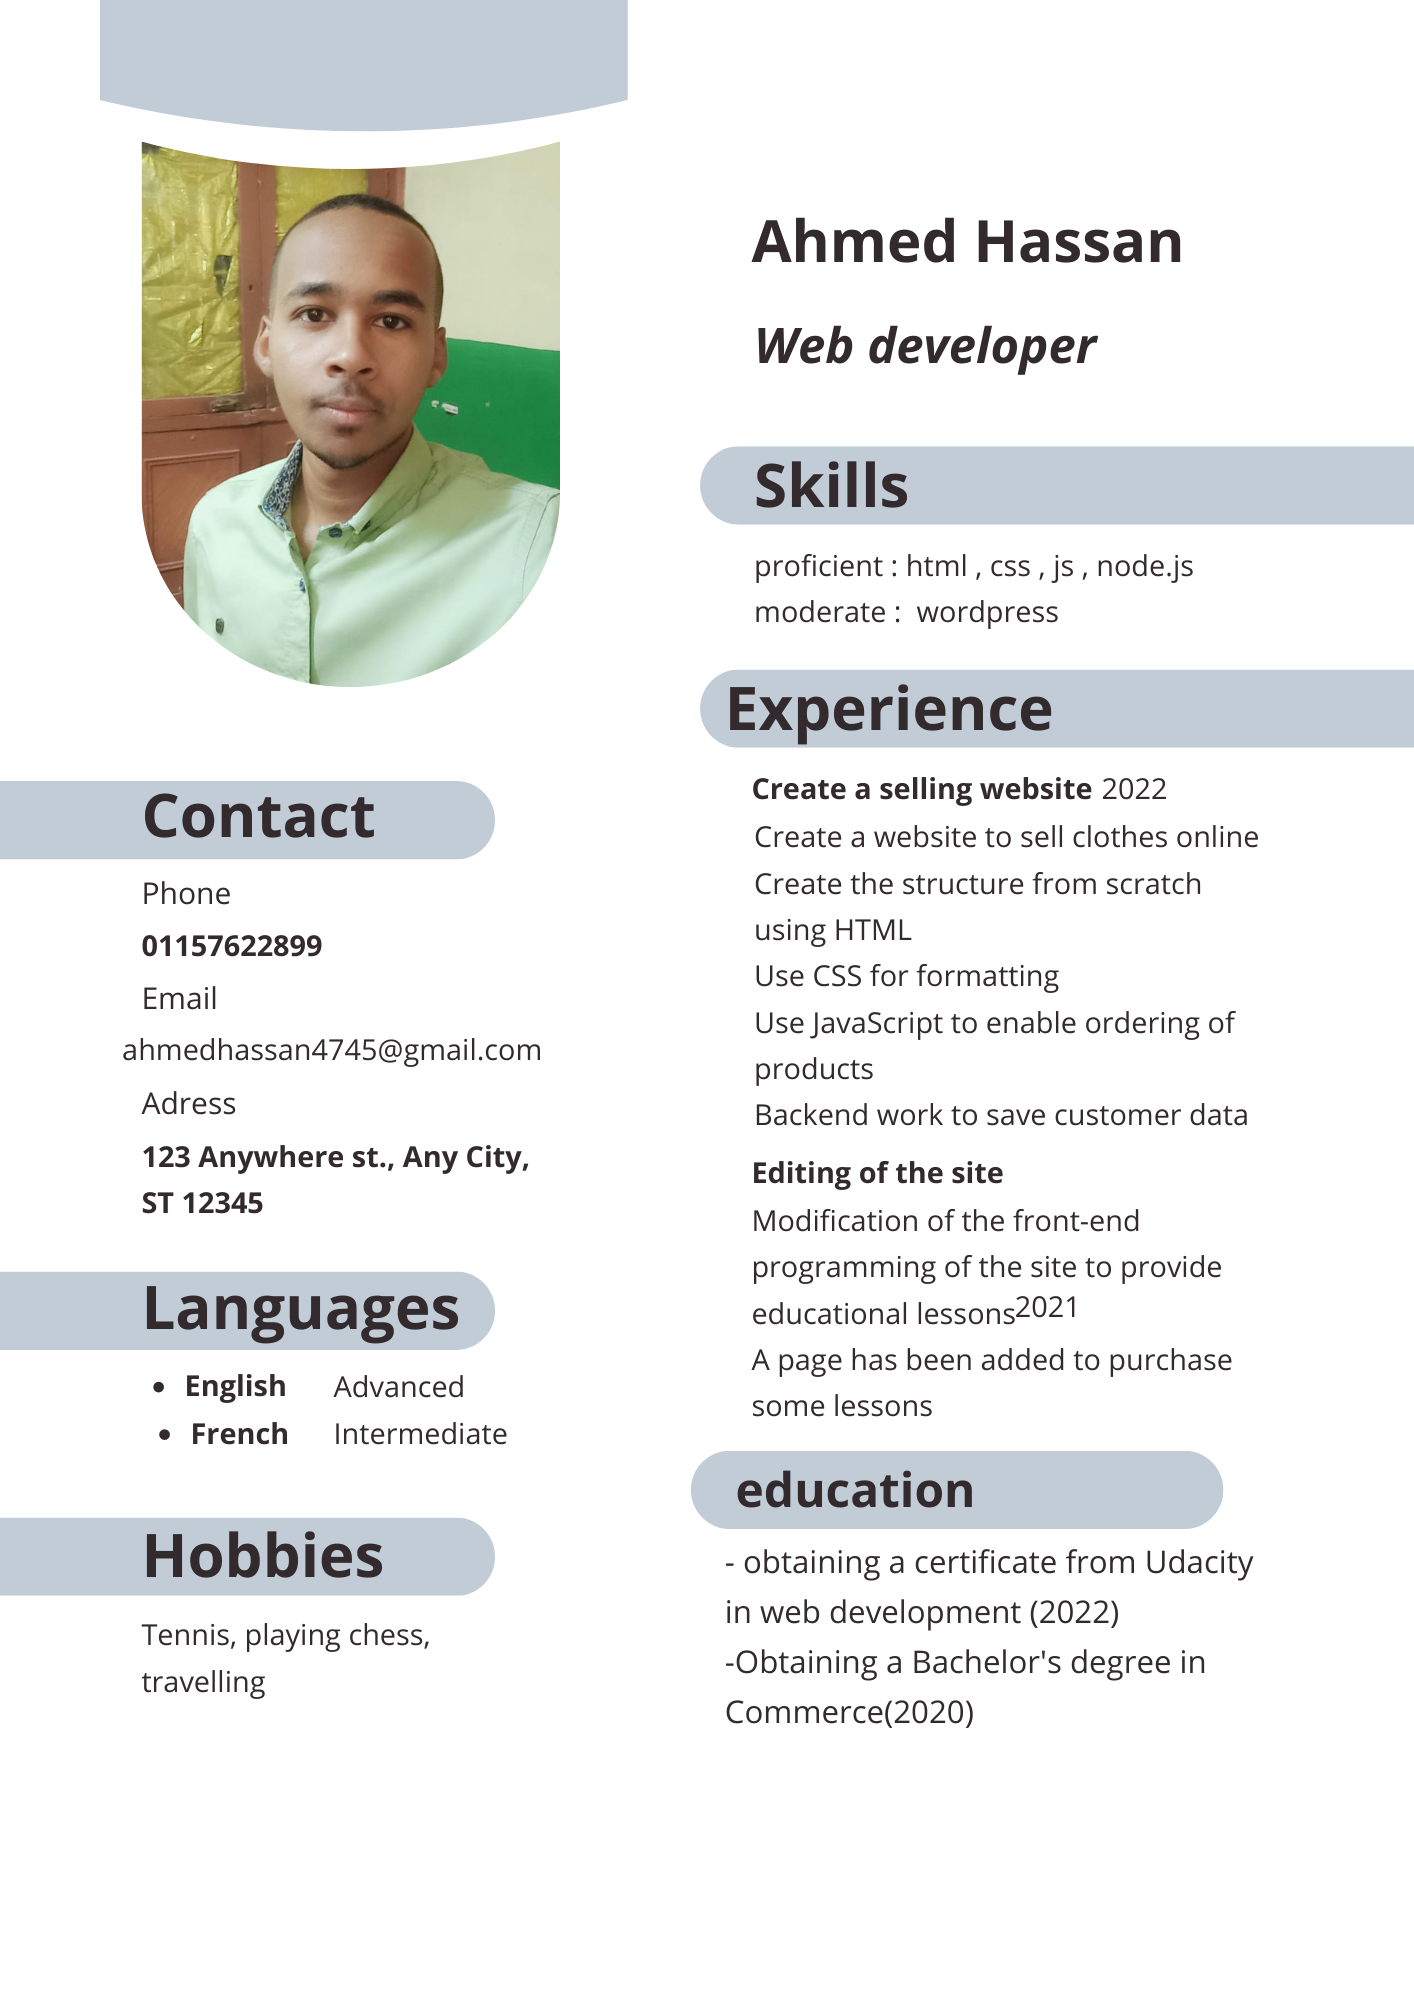 Ahmed Hassan
Web developer
Skills
proficient : html , css , js , node.js
moderate :  wordpress
Experience
Create a selling website 2022
Create a website to sell clothes online
Create the structure from scratch
using HTML
Use CSS for formatting
Use JavaScript to enable ordering of
products
Backend work to save customer data
Editing of the site
Modification of the front-end
programming of the site to provide
educational lessons2021
A page has been added to purchase
some lessons
education
- obtaining a certificate from Udacity
in web development (2022)
-Obtaining a Bachelor's degree in
Commerce(2020)
Contact
Phone
01157622899
Email
ahmedhassan4745@gmail.com
Adress
123 Anywhere st., Any City,
ST 12345
Languages
• English Advanced
• French Intermediate
Hobbies
Tennis, playing chess,
travelling